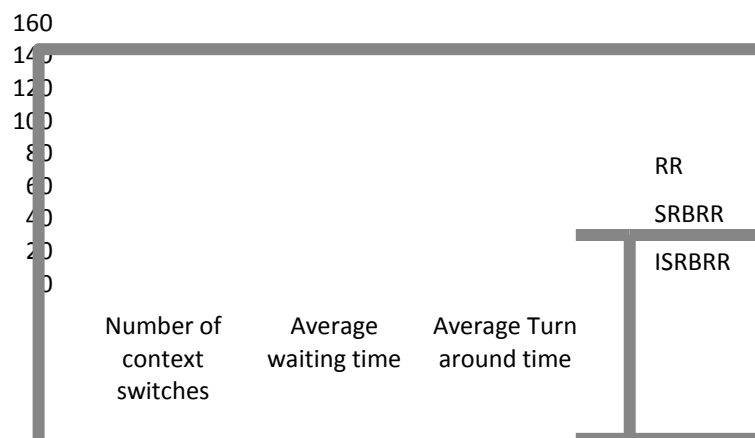 160
140
120
100
80
60
40
20
0
RR
SRBRR
ISRBRR
Number of
context
switches
Average
waiting time
Average Turn
around time